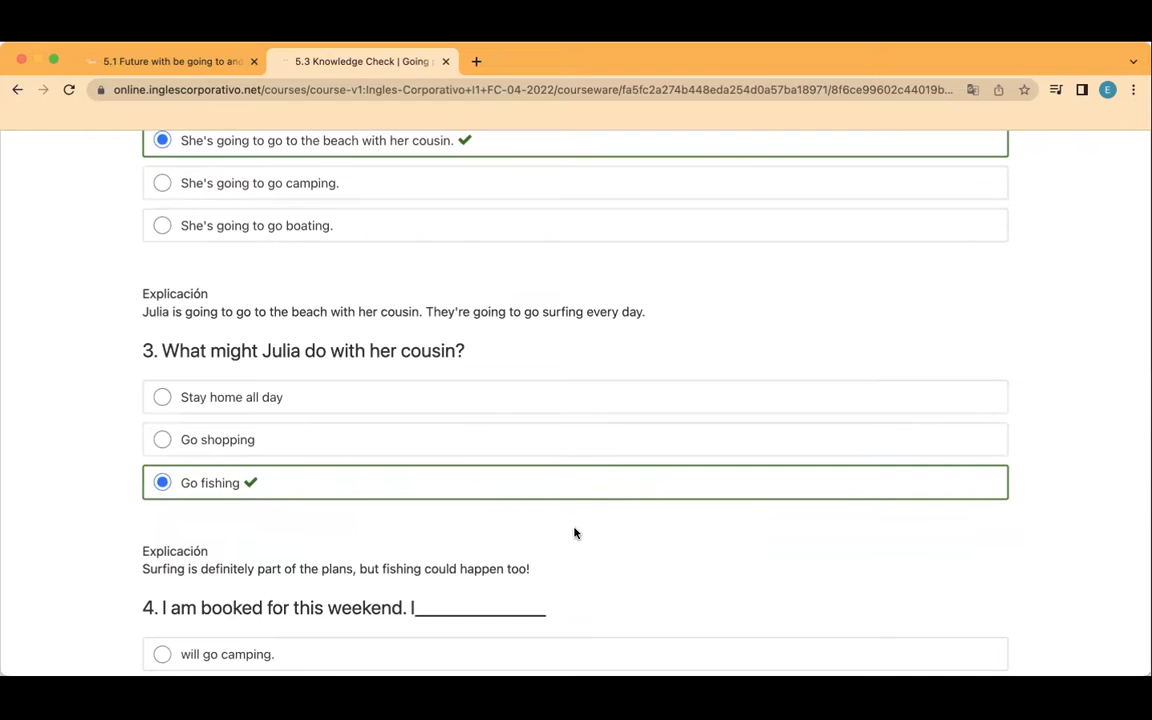 5.1 Future with be going to and
5.3 Knowledge Check | Going
online.inglescorporativo.net/courses/course-v1:Ingles-Corporativo+I1+FC-04-2022/courseware/fa5fc2a274b448eda254d0a57ba18971/8f6ce99602c44019b...
E
She's going to go to the beach with her cousin.
She's going to go camping.
She's going to go boating.
Explicación
Julia is going to go to the beach with her cousin. They're going to go surfing every day.
3. What might Julia do with her cousin?
Stay home all day
Go shopping
Go fishing
Explicación
Surfing is definitely part of the plans, but fishing could happen too!
4. I am booked for this weekend. I______________
will go camping.